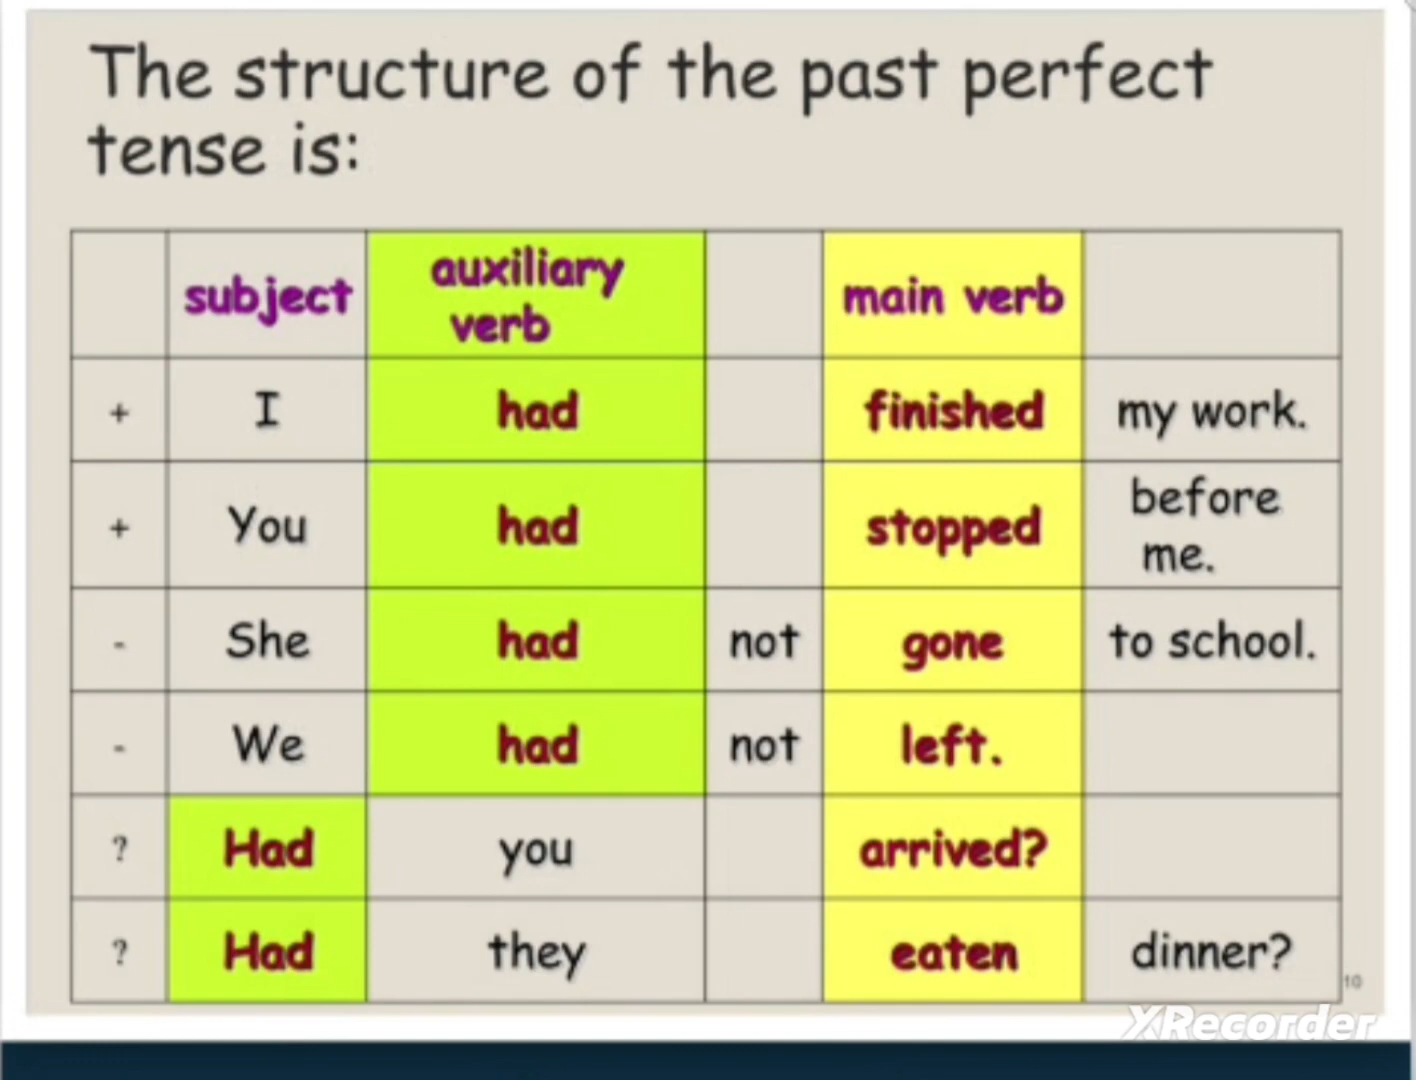 The structure of the past perfect
tense is:
subject auxiliary verb main verb
+ I had finished my work.
+ You had stopped before me.
- She had not gone to school.
- We had not left.
? Had you arrived?
? Had they eaten dinner?
10
XRecorder